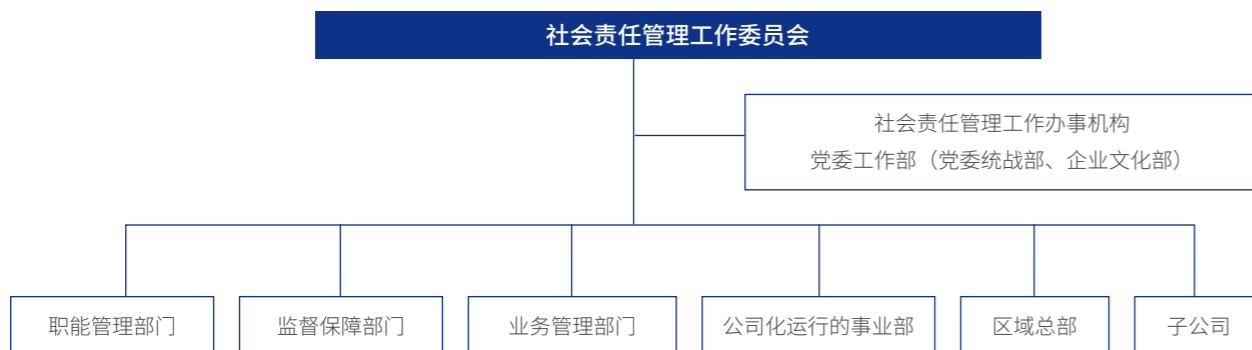 社会责任管理工作委员会
社会责任管理工作办事机构
党委工作部（党委统战部、企业文化部）
职能管理部门
监督保障部门
业务管理部门
公司化运行的事业部
区域总部
子公司